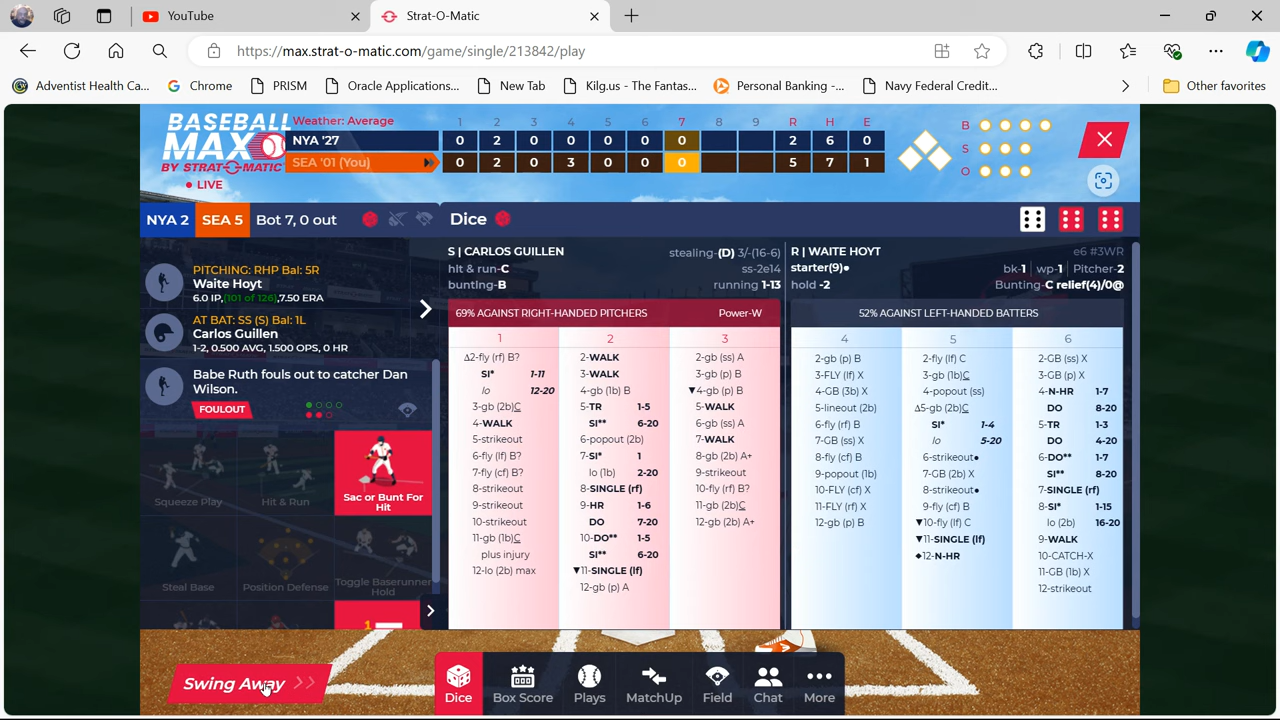 YouTube
Strat-O-Matic
https://max.strat-o-matic.com/game/single/213842/play
Adventist Health Ca...
Chrome
PRISM
Oracle Applications...
New Tab
Kilg.us - The Fantas...
Personal Banking -...
Navy Federal Credit...
Other favorites
BASEBALL MAX
BY STRAT-O-MATIC
LIVE
Weather: Average
1 2 3 4 5 6 7 8 9 R H E
NYA '27 0 2 0 0 0 0 0 2 6 0
SEA '01 (You) 0 2 0 3 0 0 0 5 7 1
B
S
O
NYA 2 SEA 5 Bot 7, 0 out
Dice
PITCHING: RHP Bal: 5R
Waite Hoyt
6.0 IP,(101 of 126),7.50 ERA
AT BAT: SS (S) Bal: 1L
Carlos Guillen
1-2, 0.500 AVG, 1.500 OPS, 0 HR
Babe Ruth fouls out to catcher Dan
Wilson.
FOULOUT
Squeeze Play
Hit & Run
Sac or Bunt For
Hit
Steal Base
Position Defense
Toggle Baserunner
Hold
1
S | CARLOS GUILLEN
stealing-(D) 3/-(16-6)
hit & run-C
ss-2e14
bunting-B
running 1-13
69% AGAINST RIGHT-HANDED PITCHERS
Power-W
1
Δ2-fly (rf) B?
SI* 1-11
lo 12-20
3-gb (2b)C
4-WALK
5-strikeout
6-fly (lf) B?
7-fly (cf) B?
8-strikeout
9-strikeout
10-strikeout
11-gb (1b)C
plus injury
12-lo (2b) max
2
2-WALK
3-WALK
4-gb (1b) B
5-TR 1-5
SI** 6-20
6-popout (2b)
7-SI* 1
lo (1b) 2-20
8-SINGLE (rf)
9-HR 1-6
DO 7-20
10-DO** 1-5
SI** 6-20
▼11-SINGLE (lf)
12-gb (p) A
3
2-gb (ss) A
3-gb (p) B
▼4-gb (p) B
5-WALK
6-gb (ss) A
7-WALK
8-gb (2b) A+
9-strikeout
10-fly (rf) B?
11-gb (2b)C
12-gb (2b) A+
R | WAITE HOYT
e6 #3WR
starter(9)●
bk-1 wp-1 Pitcher-2
hold -2
Bunting-C relief(4)/0@
52% AGAINST LEFT-HANDED BATTERS
4
2-gb (p) B
3-FLY (lf) X
4-GB (3b) X
5-lineout (2b)
6-fly (rf) B
7-GB (ss) X
8-fly (cf) B
9-popout (1b)
10-FLY (cf) X
11-FLY (rf) X
12-gb (p) B
5
2-fly (lf) C
3-gb (1b)C
4-popout (ss)
Δ5-gb (2b)C
SI* 1-4
lo 5-20
6-strikeout●
7-GB (2b) X
8-strikeout●
9-fly (cf) B
▼10-fly (lf) C
▼11-SINGLE (lf)
◆12-N-HR
6
2-GB (ss) X
3-GB (p) X
4-N-HR 1-7
DO 8-20
5-TR 1-3
DO 4-20
6-DO** 1-7
SI** 8-20
7-SINGLE (rf)
8-SI* 1-15
lo (2b) 16-20
9-WALK
10-CATCH-X
11-GB (1b) X
12-strikeout
Swing Away
Dice
Box Score
Plays
MatchUp
Field
Chat
More